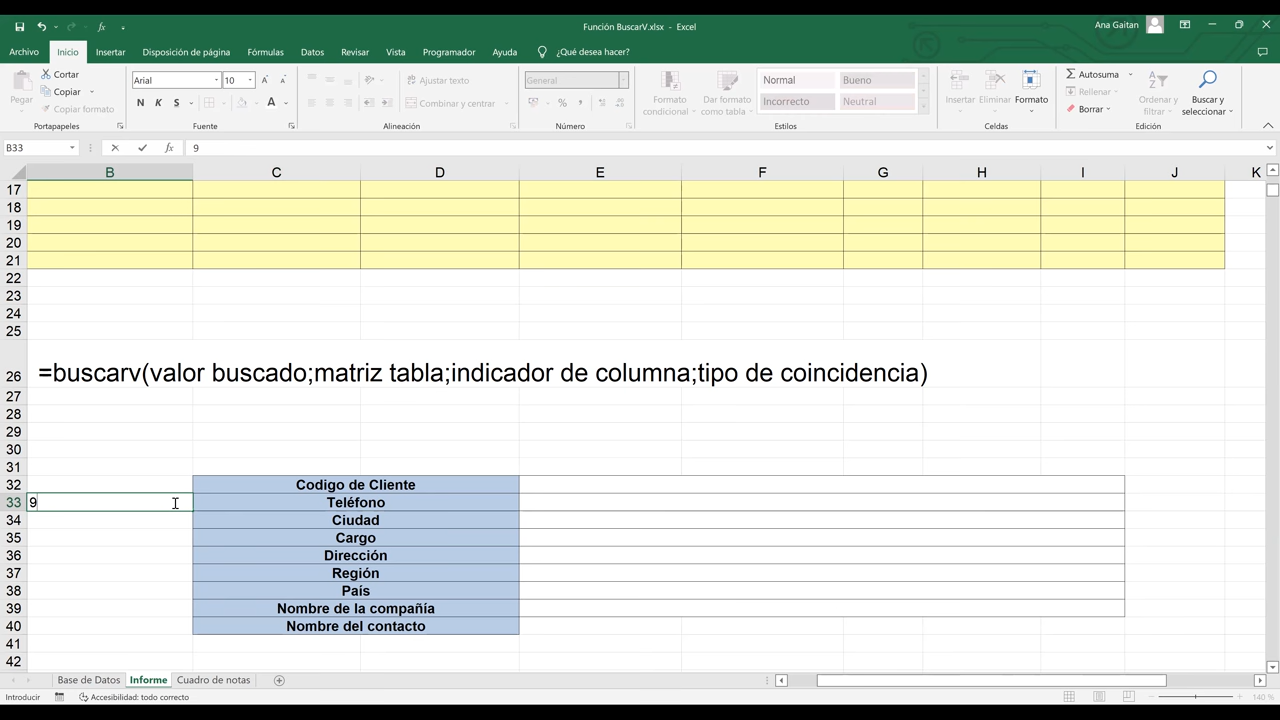 Función BuscarV.xlsx - Excel
Ana Gaitan
Archivo Inicio Insertar Disposición de página Fórmulas Datos Revisar Vista Programador Ayuda ¿Qué desea hacer?
Pegar
Cortar
Copiar
Copiar formato
Portapapeles
Arial 10
N K S
Fuente
Ajustar texto
Combinar y centrar
Alineación
General
Número
Formato condicional
Dar formato como tabla
Normal Bueno
Incorrecto Neutral
Estilos
Insertar Eliminar Formato
Celdas
Autosuma
Rellenar
Borrar
Ordenar y filtrar
Buscar y seleccionar
Edición
B33 fx 9
B C D E F G H I J K
17
18
19
20
21
22
23
24
25
26 =buscarv(valor buscado;matriz tabla;indicador de columna;tipo de coincidencia)
27
28
29
30
31
32 Codigo de Cliente
33 9 Teléfono
34 Ciudad
35 Cargo
36 Dirección
37 Región
38 País
39 Nombre de la compañía
40 Nombre del contacto
41
42
Base de Datos Informe Cuadro de notas
Introducir Accesibilidad: todo correcto 140 %